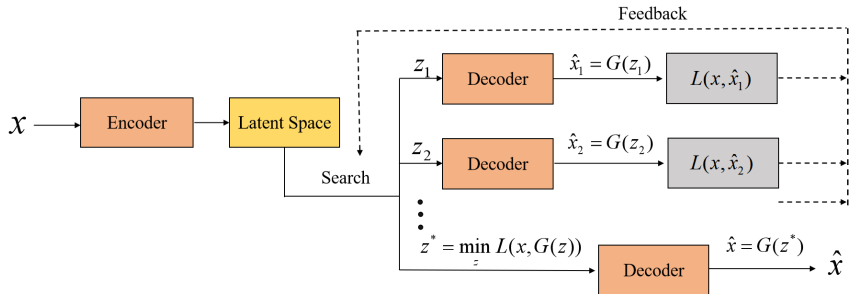 Feedback
z₁
Decoder
x̂₁ = G(z₁)
L(x, x̂₁)
x
Encoder
Latent Space
z₂
Decoder
x̂₂ = G(z₂)
L(x, x̂₂)
Search
z* = min L(x, G(z))
z
Decoder
x̂ = G(z*)
x̂